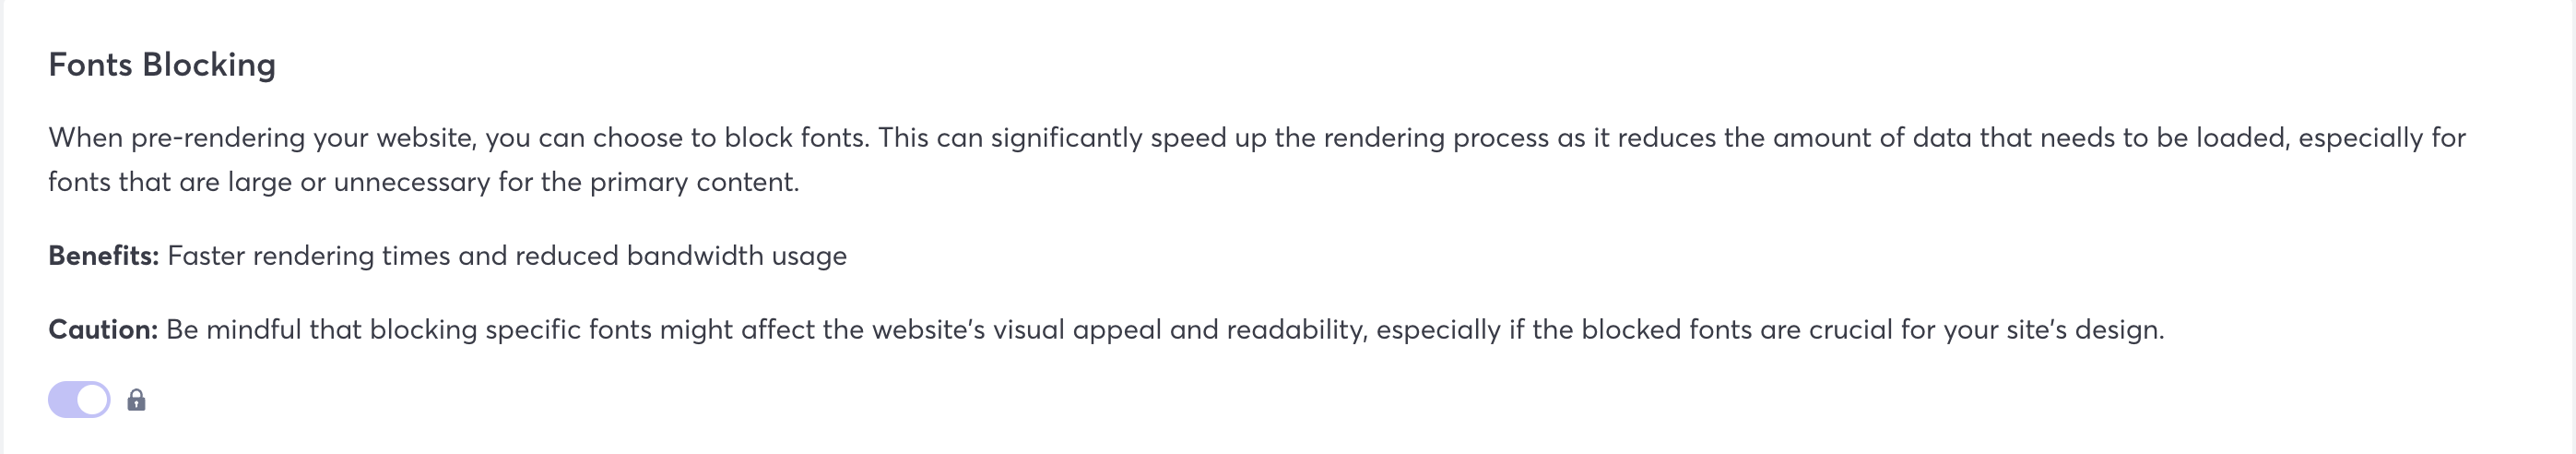 Fonts Blocking
When pre-rendering your website, you can choose to block fonts. This can significantly speed up the rendering process as it reduces the amount of data that needs to be loaded, especially for
fonts that are large or unnecessary for the primary content.
Benefits: Faster rendering times and reduced bandwidth usage
Caution: Be mindful that blocking specific fonts might affect the website's visual appeal and readability, especially if the blocked fonts are crucial for your site's design.